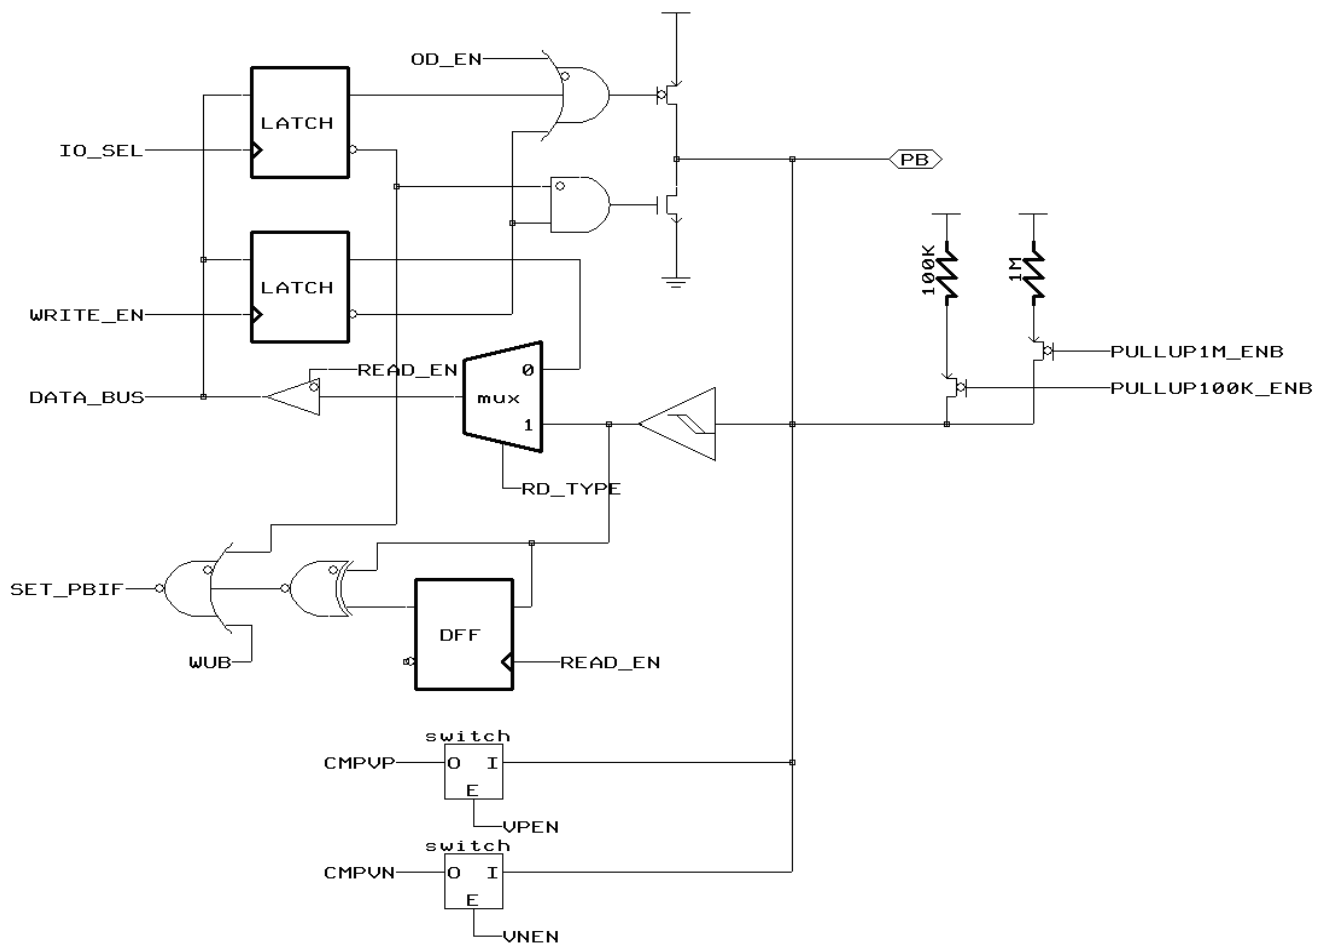 OD_EN
LATCH
IO_SEL
PB
100K
1M
LATCH
WRITE_EN
PULLUP1M_ENB
READ_EN
0
PULLUP100K_ENB
DATA_BUS
mux
1
RD_TYPE
SET_PBIF
DFF
WUB
READ_EN
switch
CMPVP
O I
E
VPEN
switch
CMPVN
O I
E
VNEN